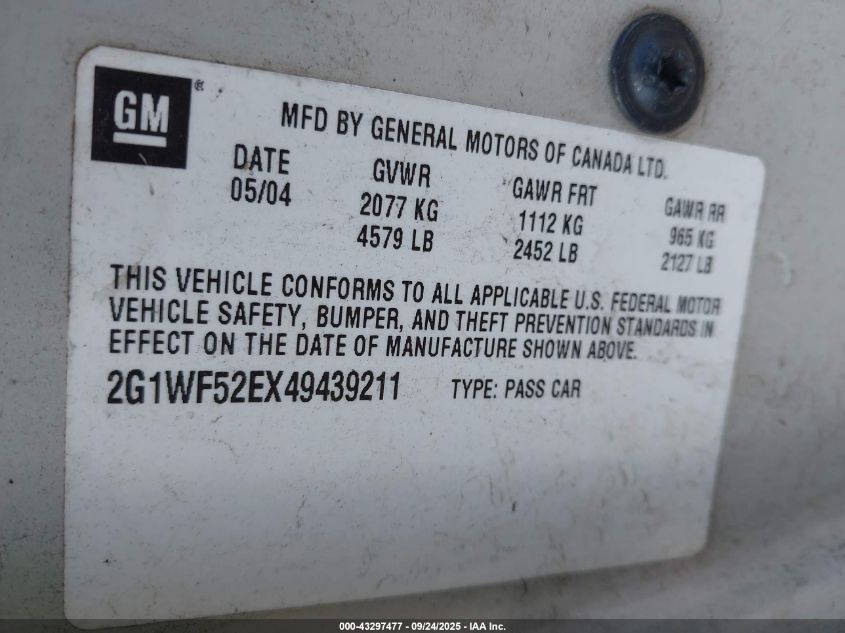 GM®
MFD BY GENERAL MOTORS OF CANADA LTD.
DATE GVWR GAWR FRT GAWR RR
05/04 2077 KG 1112 KG 965 KG
4579 LB 2452 LB 2127 LB
THIS VEHICLE CONFORMS TO ALL APPLICABLE U.S. FEDERAL MOTOR
VEHICLE SAFETY, BUMPER, AND THEFT PREVENTION STANDARDS IN
EFFECT ON THE DATE OF MANUFACTURE SHOWN ABOVE.
2G1WF52EX49439211 TYPE: PASS CAR
000-43297477 - 09/24/2025 - IAA Inc.